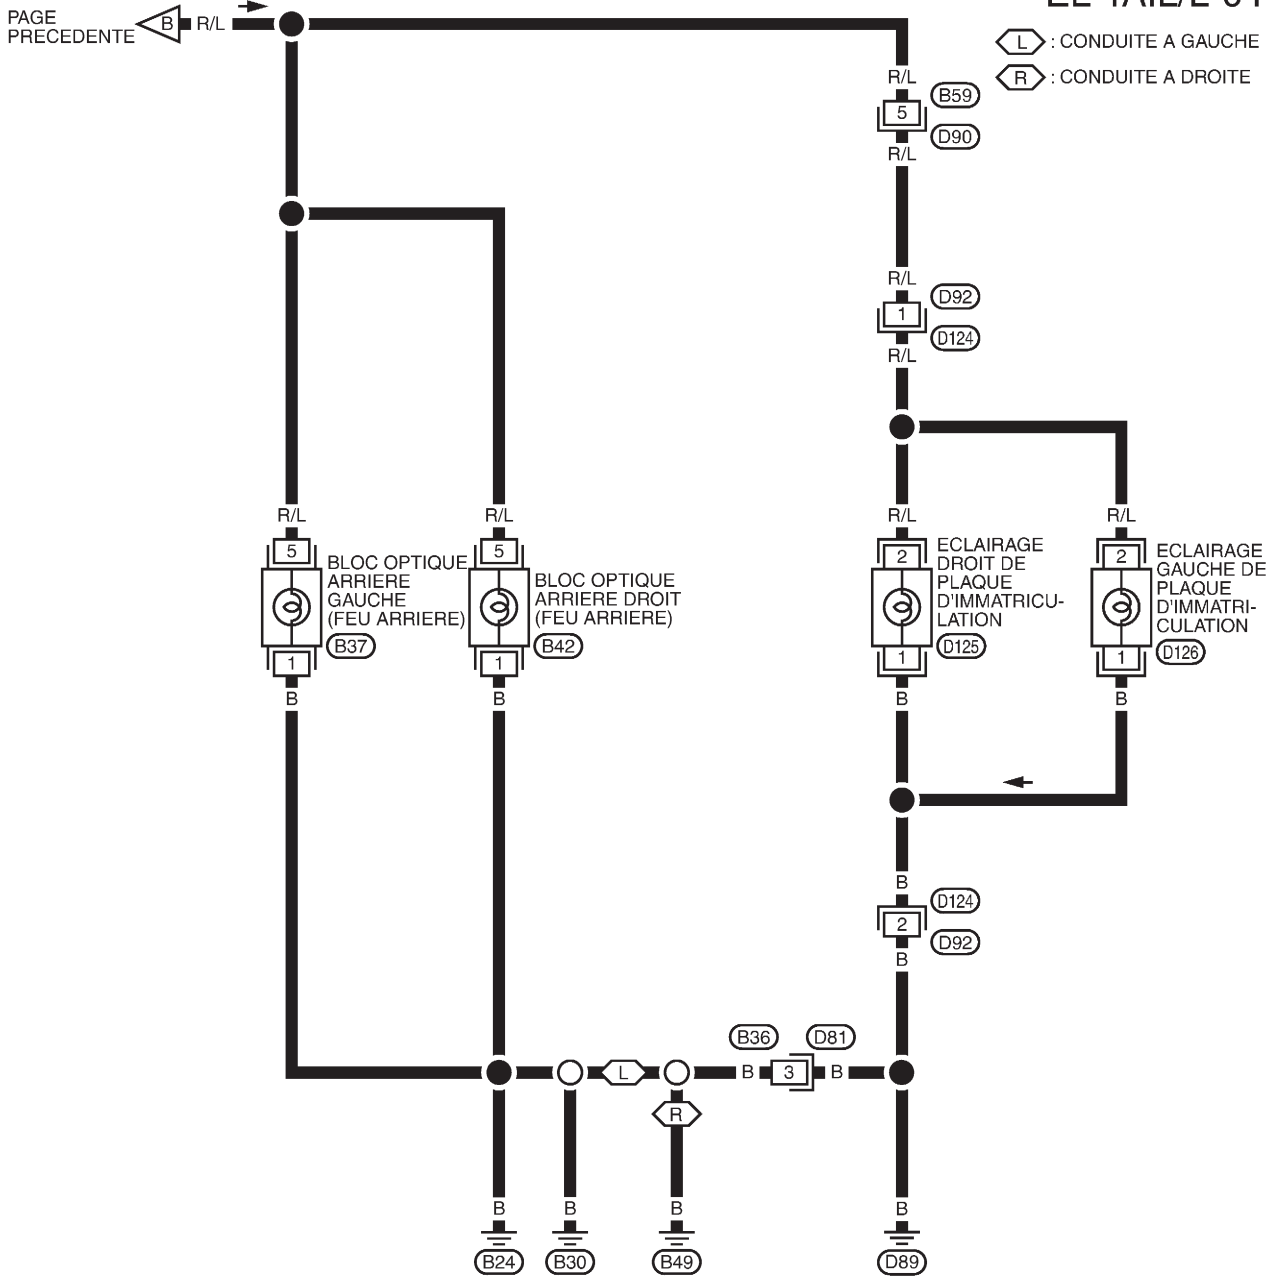 PAGE
PRECEDENTE
B
R/L
L : CONDUITE A GAUCHE
R : CONDUITE A DROITE
R/L
B59
5
D90
R/L
R/L
D92
1
D124
R/L
R/L
R/L
R/L
R/L
5
5
2
2
BLOC OPTIQUE
ARRIERE
GAUCHE
(FEU ARRIERE)
B37
BLOC OPTIQUE
ARRIERE DROIT
(FEU ARRIERE)
B42
ECLAIRAGE
DROIT DE
PLAQUE
D'IMMATRICU-
LATION
D125
ECLAIRAGE
GAUCHE DE
PLAQUE
D'IMMATRI-
CULATION
D126
1
1
1
1
B
B
B
B
B
D124
2
D92
B
B36
D81
L
B
3
B
R
B
B
B
B
B24
B30
B49
D89